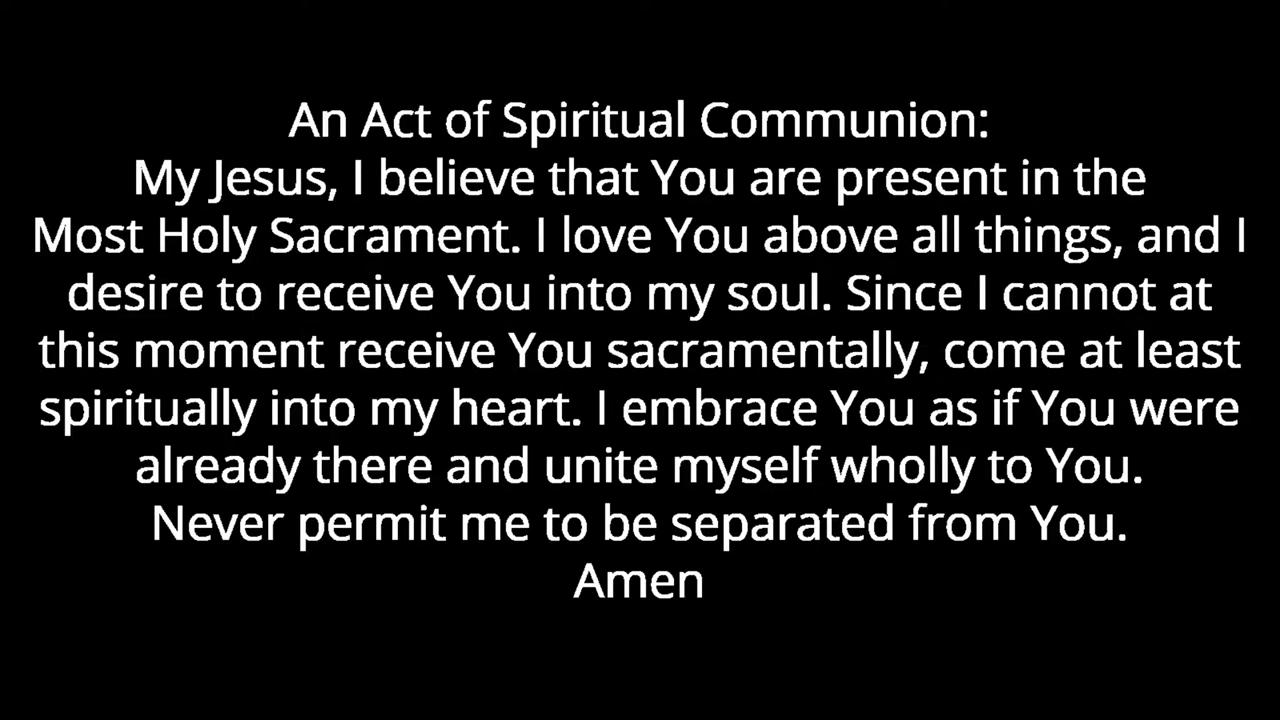 An Act of Spiritual Communion:
My Jesus, I believe that You are present in the
Most Holy Sacrament. I love You above all things, and I
desire to receive You into my soul. Since I cannot at
this moment receive You sacramentally, come at least
spiritually into my heart. I embrace You as if You were
already there and unite myself wholly to You.
Never permit me to be separated from You.
Amen